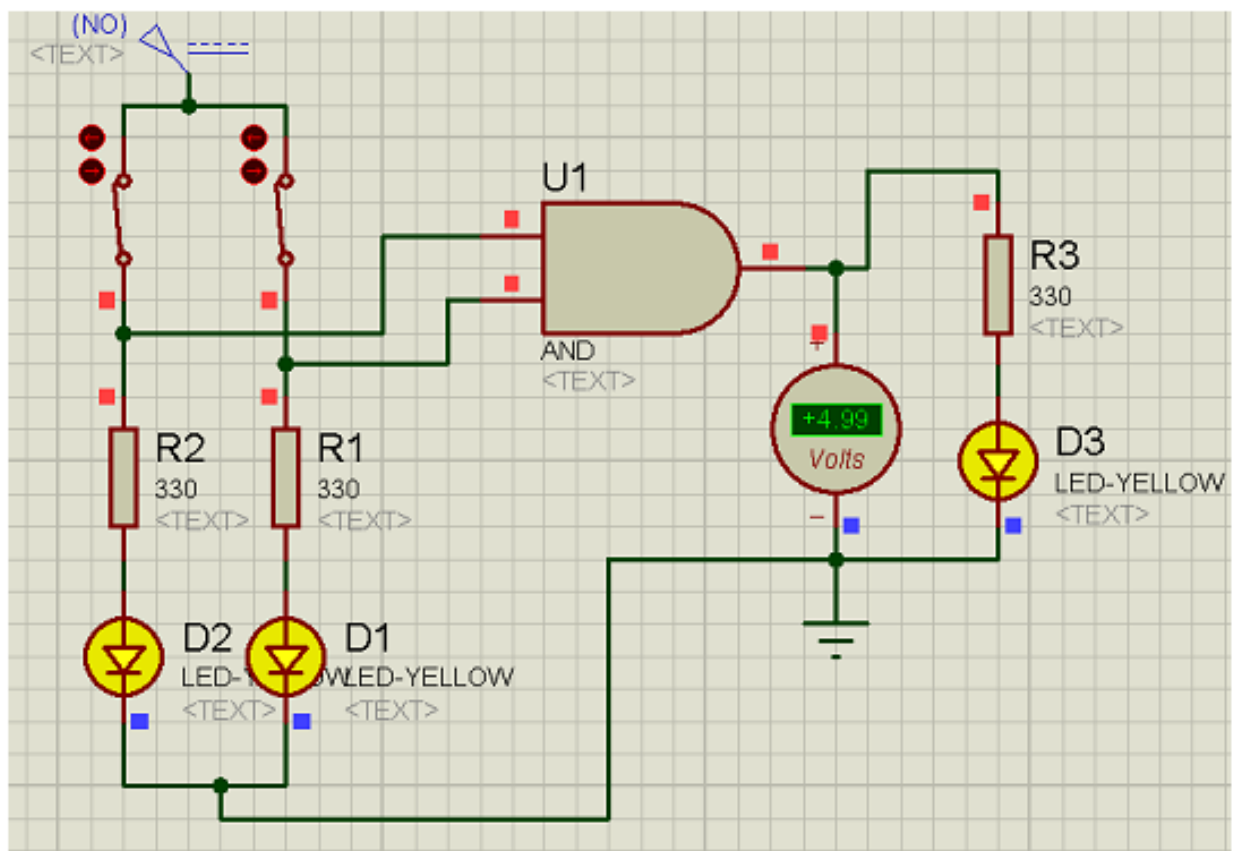 (NO)
<TEXT>
U1
AND
<TEXT>
R3
330
<TEXT>
+
+4.99
Volts
−
D3
LED-YELLOW
<TEXT>
R2
330
<TEXT>
R1
330
<TEXT>
D2
<TEXT>
D1
LED-YELLOW
<TEXT>